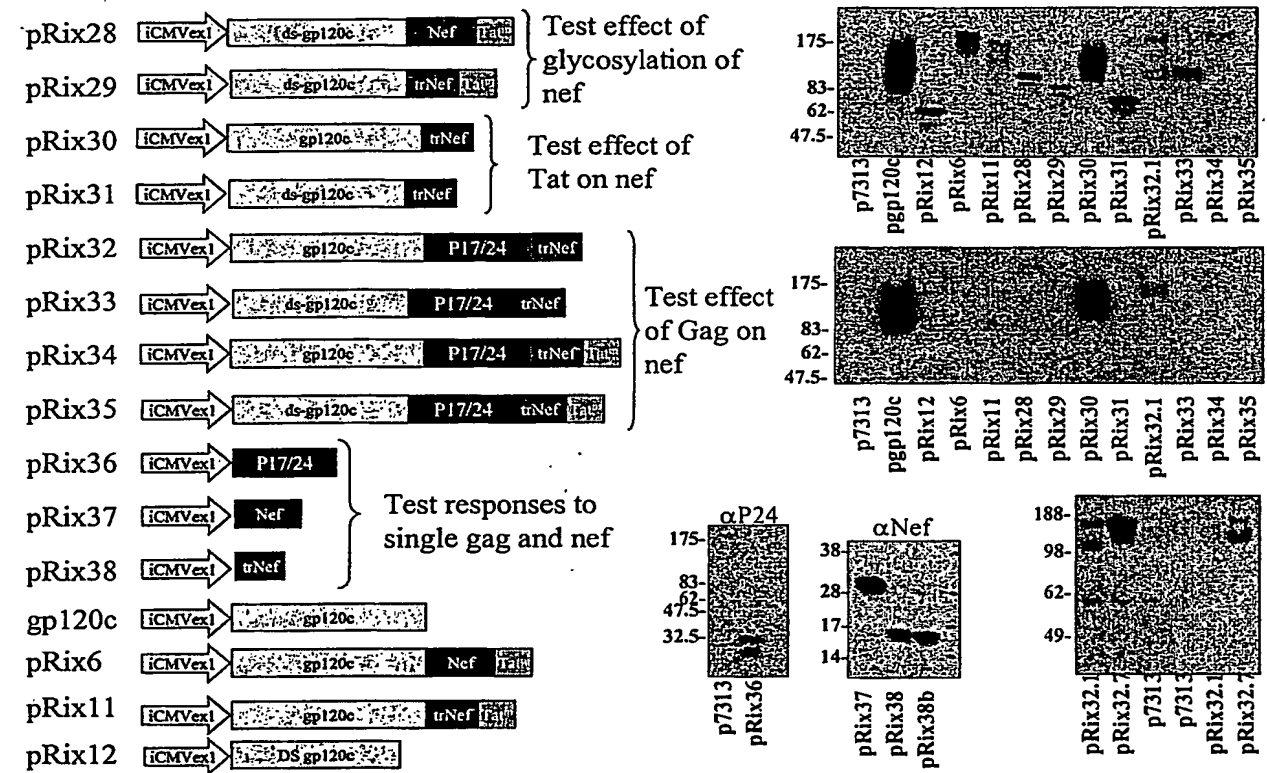 pRix28 iCMVex1 ds-gp120c Nef Tat
pRix29 iCMVex1 ds-gp120c trNef Tat
Test effect of
glycosylation of
nef
pRix30 iCMVex1 gp120c trNef
pRix31 iCMVex1 ds-gp120c trNef
Test effect of
Tat on nef
pRix32 iCMVex1 gp120c P17/24 trNef
pRix33 iCMVex1 ds-gp120c P17/24 trNef
pRix34 iCMVex1 gp120c P17/24 trNef Tat
pRix35 iCMVex1 ds-gp120c P17/24 trNef Tat
Test effect
of Gag on
nef
pRix36 iCMVex1 P17/24
pRix37 iCMVex1 Nef
pRix38 iCMVex1 trNef
Test responses to
single gag and nef
gp120c iCMVex1 gp120c
pRix6 iCMVex1 gp120c Nef Tat
pRix11 iCMVex1 gp120c trNef Tat
pRix12 iCMVex1 DS gp120c
175-
83-
62-
47.5-
p7313 pgp120c pRix12 pRix6 pRix11 pRix28 pRix29 pRix30 pRix31 pRix32.1 pRix33 pRix34 pRix35
175-
83-
62-
47.5-
p7313 pgp120c pRix12 pRix6 pRix11 pRix28 pRix29 pRix30 pRix31 pRix32.1 pRix33 pRix34 pRix35
αP24
175-
83-
62-
47.5-
32.5-
p7313 pRix36
αNef
38-
28-
17-
14-
pRix37 pRix38 pRix38b
188-
98-
62-
49-
pRix32.1 pRix32.7 p7313 p7313 pRix32.1 pRix32.7